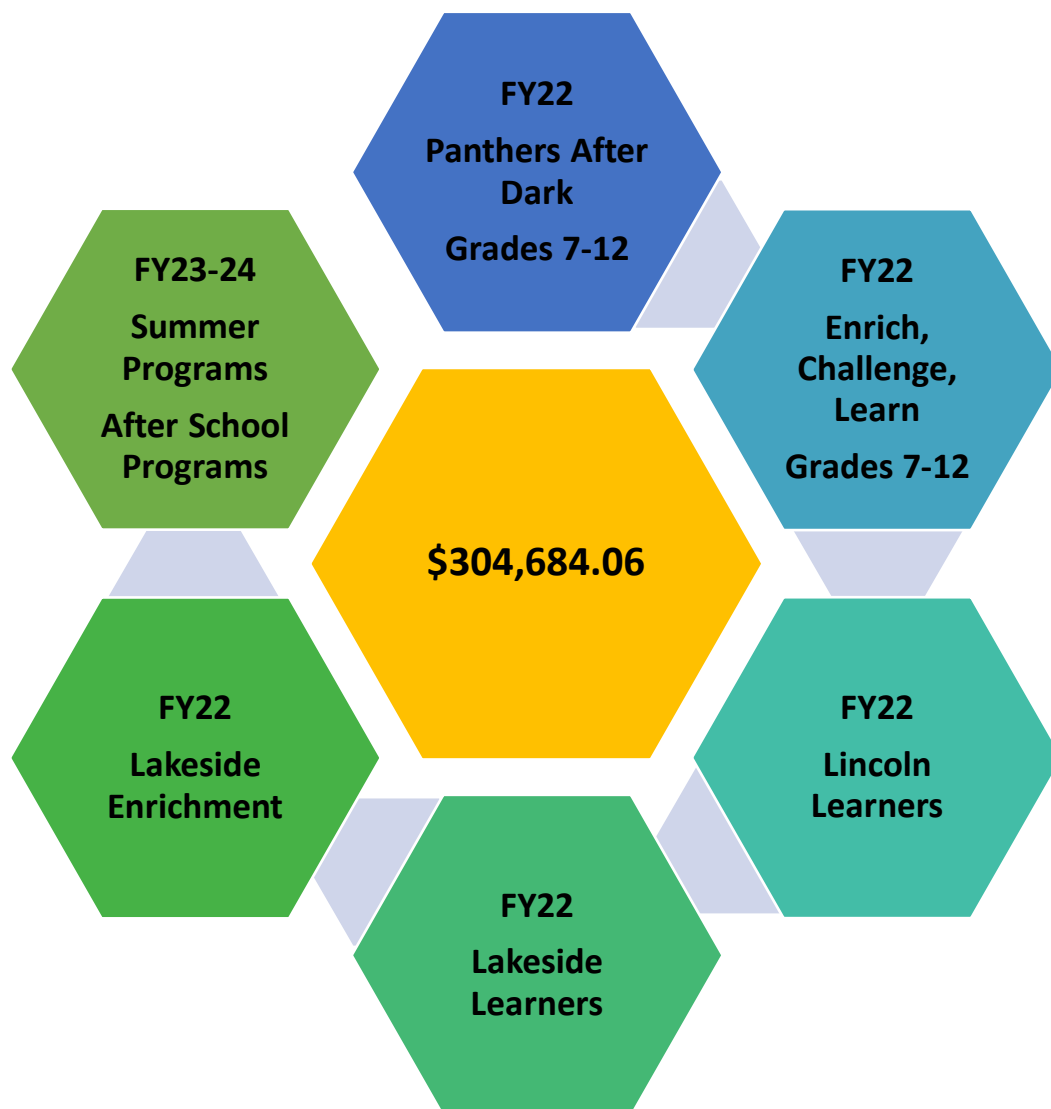 FY22
Panthers After
Dark
Grades 7-12
FY22
Enrich,
Challenge,
Learn
Grades 7-12
FY22
Lincoln
Learners
FY22
Lakeside
Learners
FY22
Lakeside
Enrichment
FY23-24
Summer
Programs
After School
Programs
$304,684.06